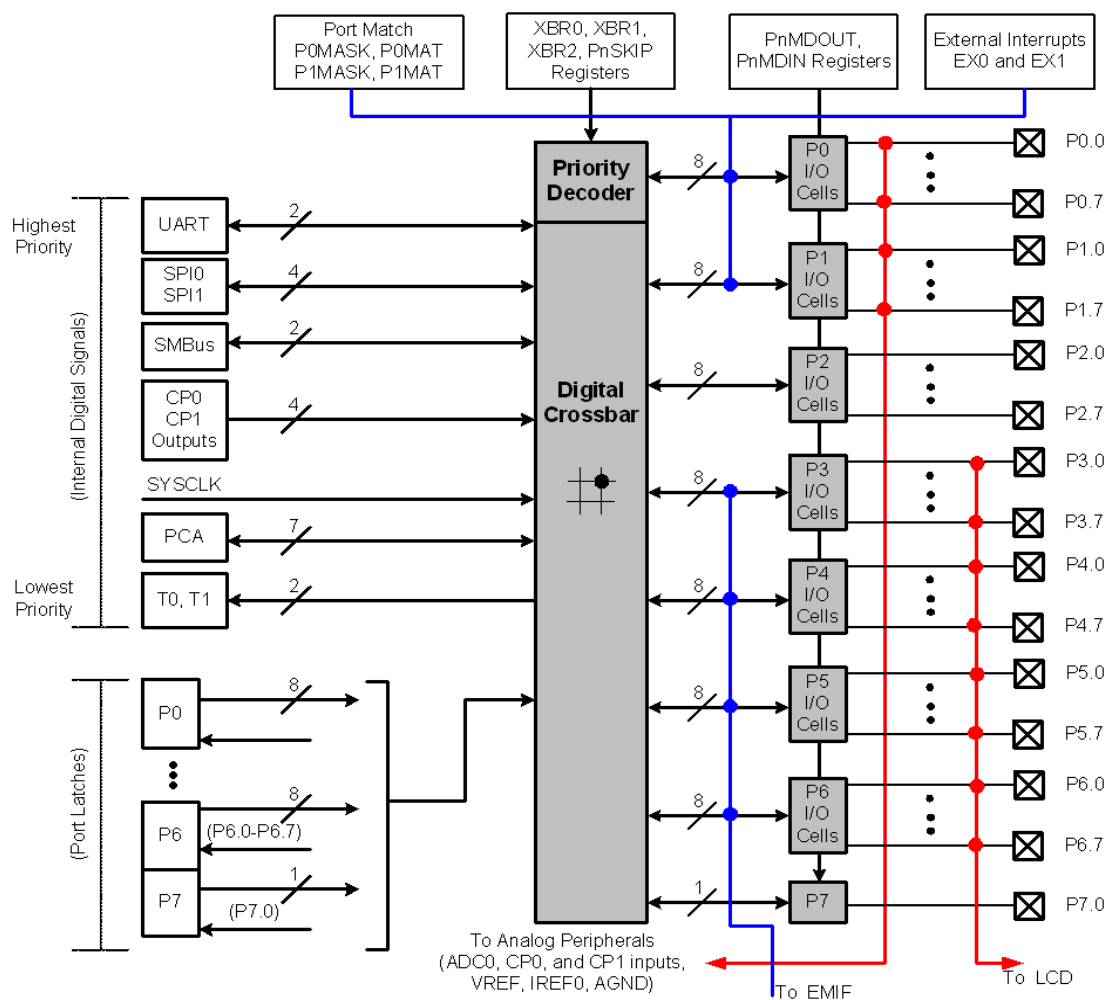 Port Match
P0MASK, P0MAT
P1MASK, P1MAT
XBR0, XBR1,
XBR2, PnSKIP
Registers
PnMDOUT,
PnMDIN Registers
External Interrupts
EX0 and EX1
Priority
Decoder
Digital
Crossbar
Highest
Priority
(Internal Digital Signals)
Lowest
Priority
UART
2
SPI0
SPI1
4
SMBus
2
CP0
CP1
Outputs
4
SYSCLK
PCA
7
T0, T1
2
(Port Latches)
P0
8
P6
8
(P6.0-P6.7)
P7
1
(P7.0)
8
P0
I/O
Cells
P0.0
P0.7
8
P1
I/O
Cells
P1.0
P1.7
8
P2
I/O
Cells
P2.0
P2.7
8
P3
I/O
Cells
P3.0
P3.7
8
P4
I/O
Cells
P4.0
P4.7
8
P5
I/O
Cells
P5.0
P5.7
8
P6
I/O
Cells
P6.0
P6.7
1
P7
P7.0
To Analog Peripherals
(ADC0, CP0, and CP1 inputs,
VREF, IREF0, AGND)
To EMIF
To LCD